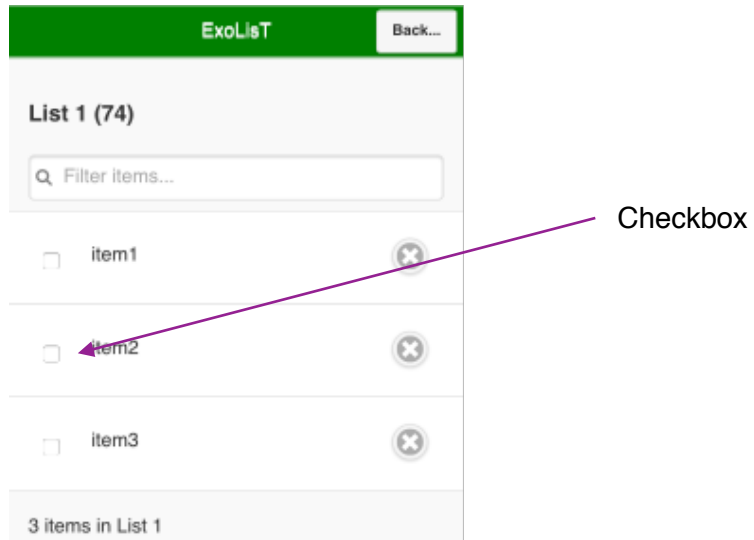 ExoLisT
Back...
List 1 (74)
Filter items...
Checkbox
item1
item2
item3
3 items in List 1